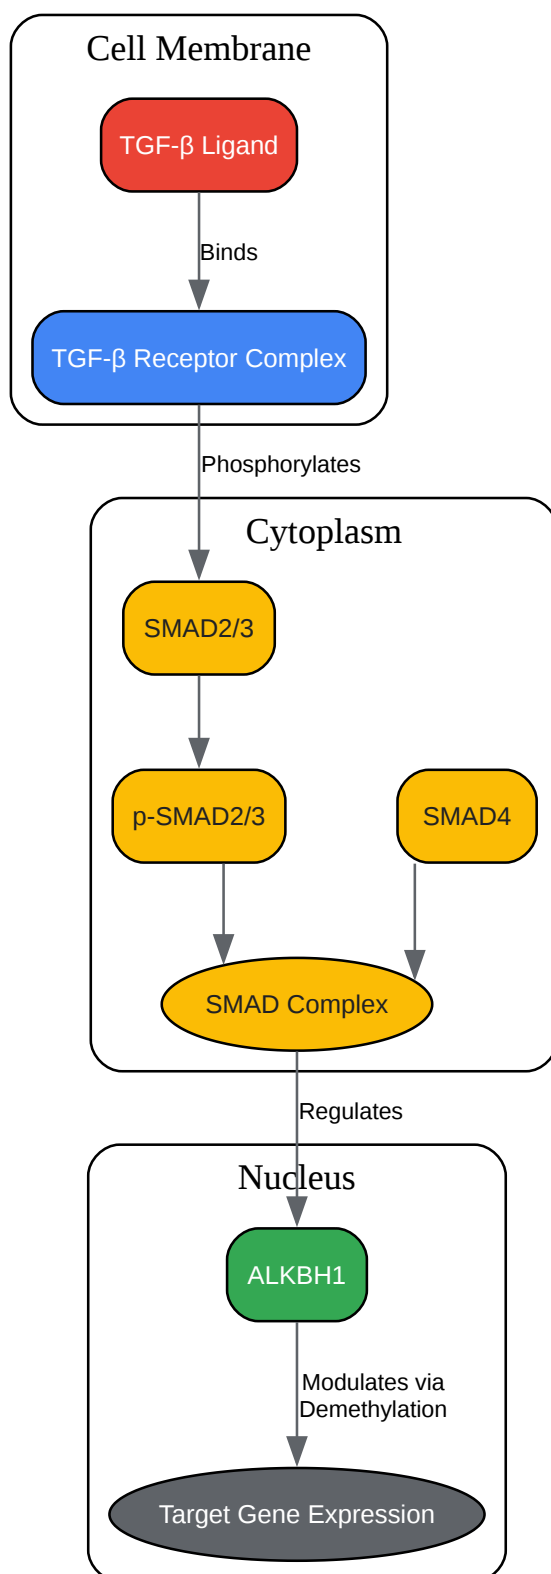 Cell Membrane
TGF-β Ligand
Binds
TGF-β Receptor Complex
Phosphorylates
Cytoplasm
SMAD2/3
p-SMAD2/3
SMAD4
SMAD Complex
Regulates
Nucleus
ALKBH1
Modulates via
Demethylation
Target Gene Expression